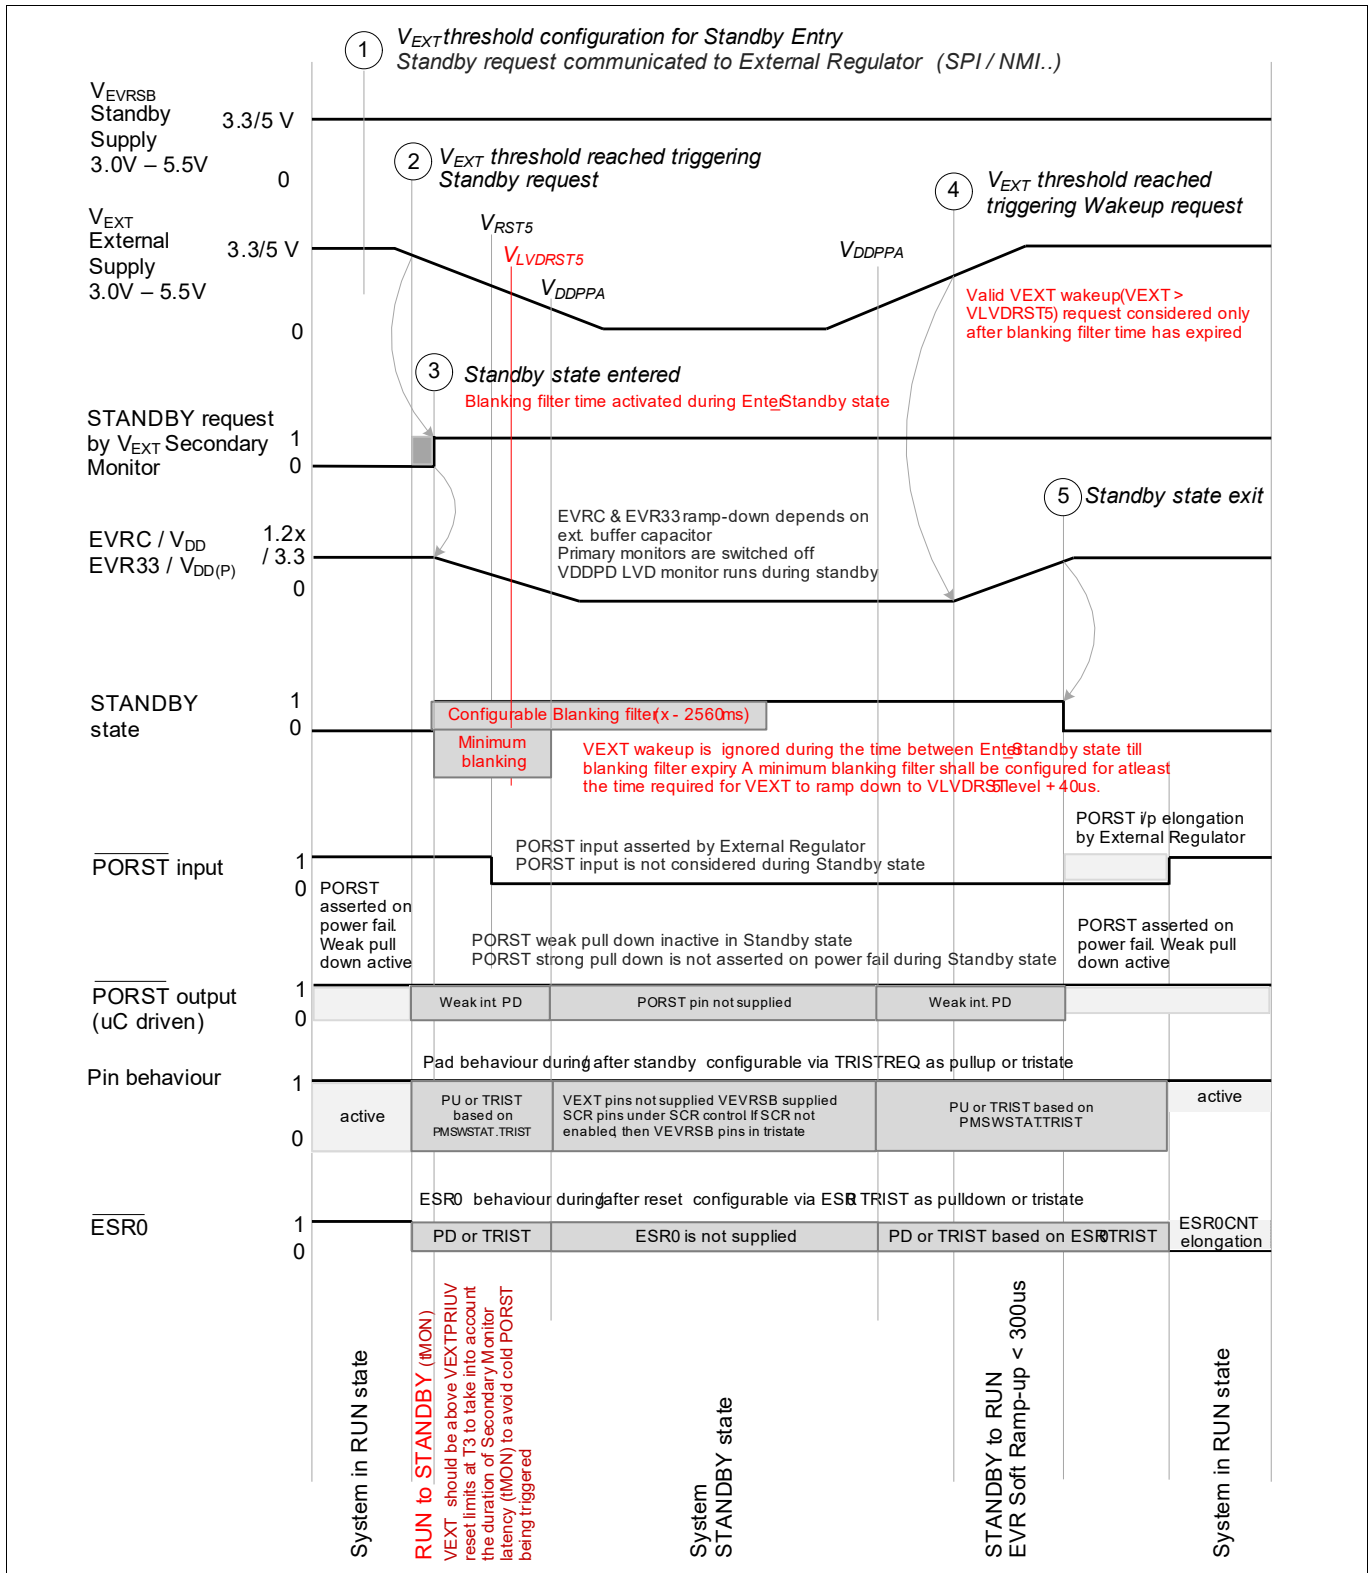 1
V_EXT threshold configuration for Standby Entry
Standby request communicated to External Regulator (SPI / NMI..)
V_EVRSB
Standby
Supply
3.0V – 5.5V
3.3/5 V
0
2
V_EXT threshold reached triggering
Standby request
4
V_EXT threshold reached
triggering Wakeup request
V_EXT
External
Supply
3.0V – 5.5V
3.3/5 V
0
V_RST5
V_LVDRST5
V_DDPPA
V_DDPPA
Valid VEXT wakeup(VEXT >
VLVDRST5) request considered only
after blanking filter time has expired
3
Standby state entered
Blanking filter time activated during Enter_Standby state
STANDBY request
by V_EXT Secondary
Monitor
1
0
5
Standby state exit
EVRC / V_DD
EVR33 / V_DD(P)
1.2x
/ 3.3
0
EVRC & EVR33 ramp-down depends on
ext. buffer capacitor
Primary monitors are switched off
VDDPD LVD monitor runs during standby
STANDBY
state
1
0
Configurable Blanking filter(x - 2560ms)
Minimum
blanking
VEXT wakeup is ignored during the time between Enter_Standby state till
blanking filter expiry A minimum blanking filter shall be configured for atleast
the time required for VEXT to ramp down to VLVDRST5 level + 40us.
PORST i/p elongation
by External Regulator
PORST input
1
0
PORST input asserted by External Regulator
PORST input is not considered during Standby state
PORST
asserted on
power fail.
Weak pull
down active
PORST weak pull down inactive in Standby state
PORST strong pull down is not asserted on power fail during Standby state
PORST asserted on
power fail. Weak pull
down active
PORST output
(uC driven)
1
0
Weak int. PD
PORST pin not supplied
Weak int. PD
Pad behaviour during/after standby configurable via TRISTREQ as pullup or tristate
Pin behaviour
1
0
active
PU or TRIST
based on
PMSWSTAT.TRIST
VEXT pins not supplied VEVRSB supplied
SCR pins under SCR control. If SCR not
enabled, then VEVRSB pins in tristate
PU or TRIST based on
PMSWSTAT.TRIST
active
ESR0 behaviour during/after reset configurable via ESR0TRIST as pulldown or tristate
ESR0
1
0
PD or TRIST
ESR0 is not supplied
PD or TRIST based on ESR0TRIST
ESR0CNT
elongation
System in RUN state
RUN to STANDBY (tMON)
VEXT should be above VEXTPRIUV
reset limits at T3 to take into account
the duration of Secondary Monitor
latency (tMON) to avoid cold PORST
being triggered
System
STANDBY state
STANDBY to RUN
EVR Soft Ramp-up < 300us
System in RUN state